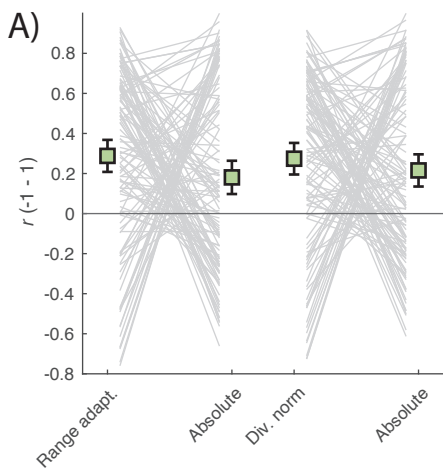 A)
r (-1 - 1)
0.8
0.6
0.4
0.2
0
-0.2
-0.4
-0.6
-0.8
Range adapt.
Absolute
Div. norm
Absolute